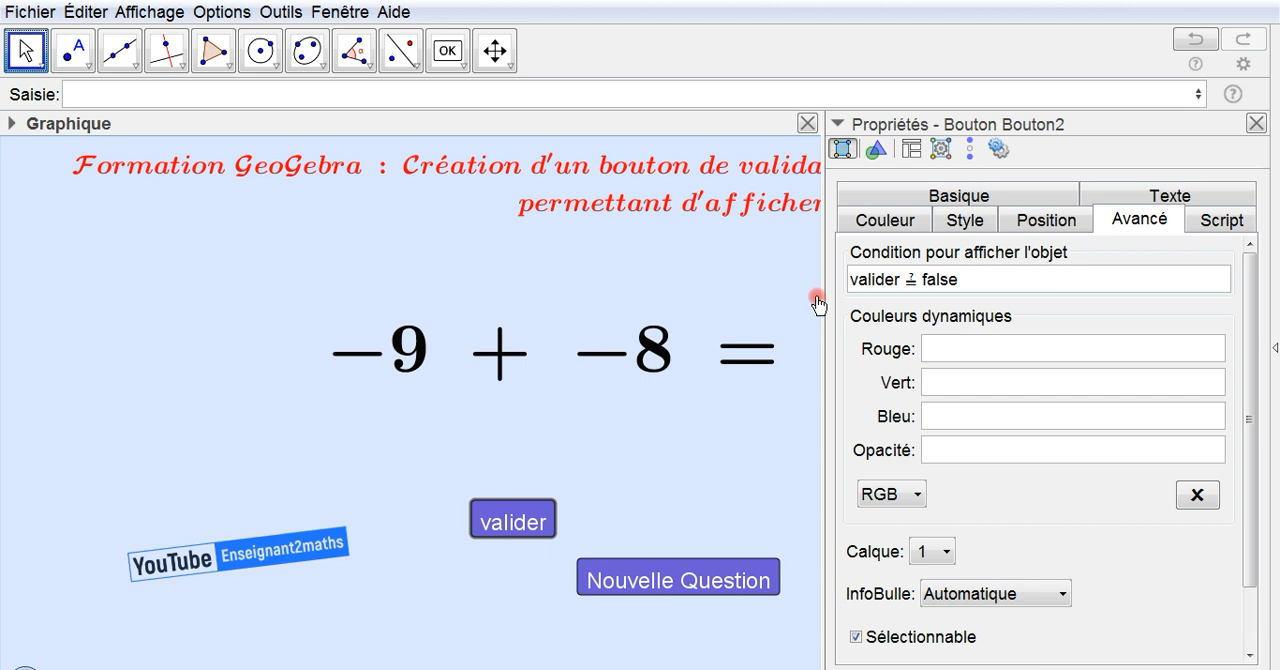 Fichier Éditer Affichage Options Outils Fenêtre Aide
A
OK
Saisie:
Graphique
Propriétés - Bouton Bouton2
Formation GeoGebra : Création d'un bouton de valida
permettant d'afficher
Basique Texte
Couleur Style Position Avancé Script
Condition pour afficher l'objet
valider ≟ false
Couleurs dynamiques
Rouge:
Vert:
Bleu:
Opacité:
RGB
Calque: 1
InfoBulle: Automatique
Sélectionnable
−9 + −8 =
valider
YouTube Enseignant2maths
Nouvelle Question